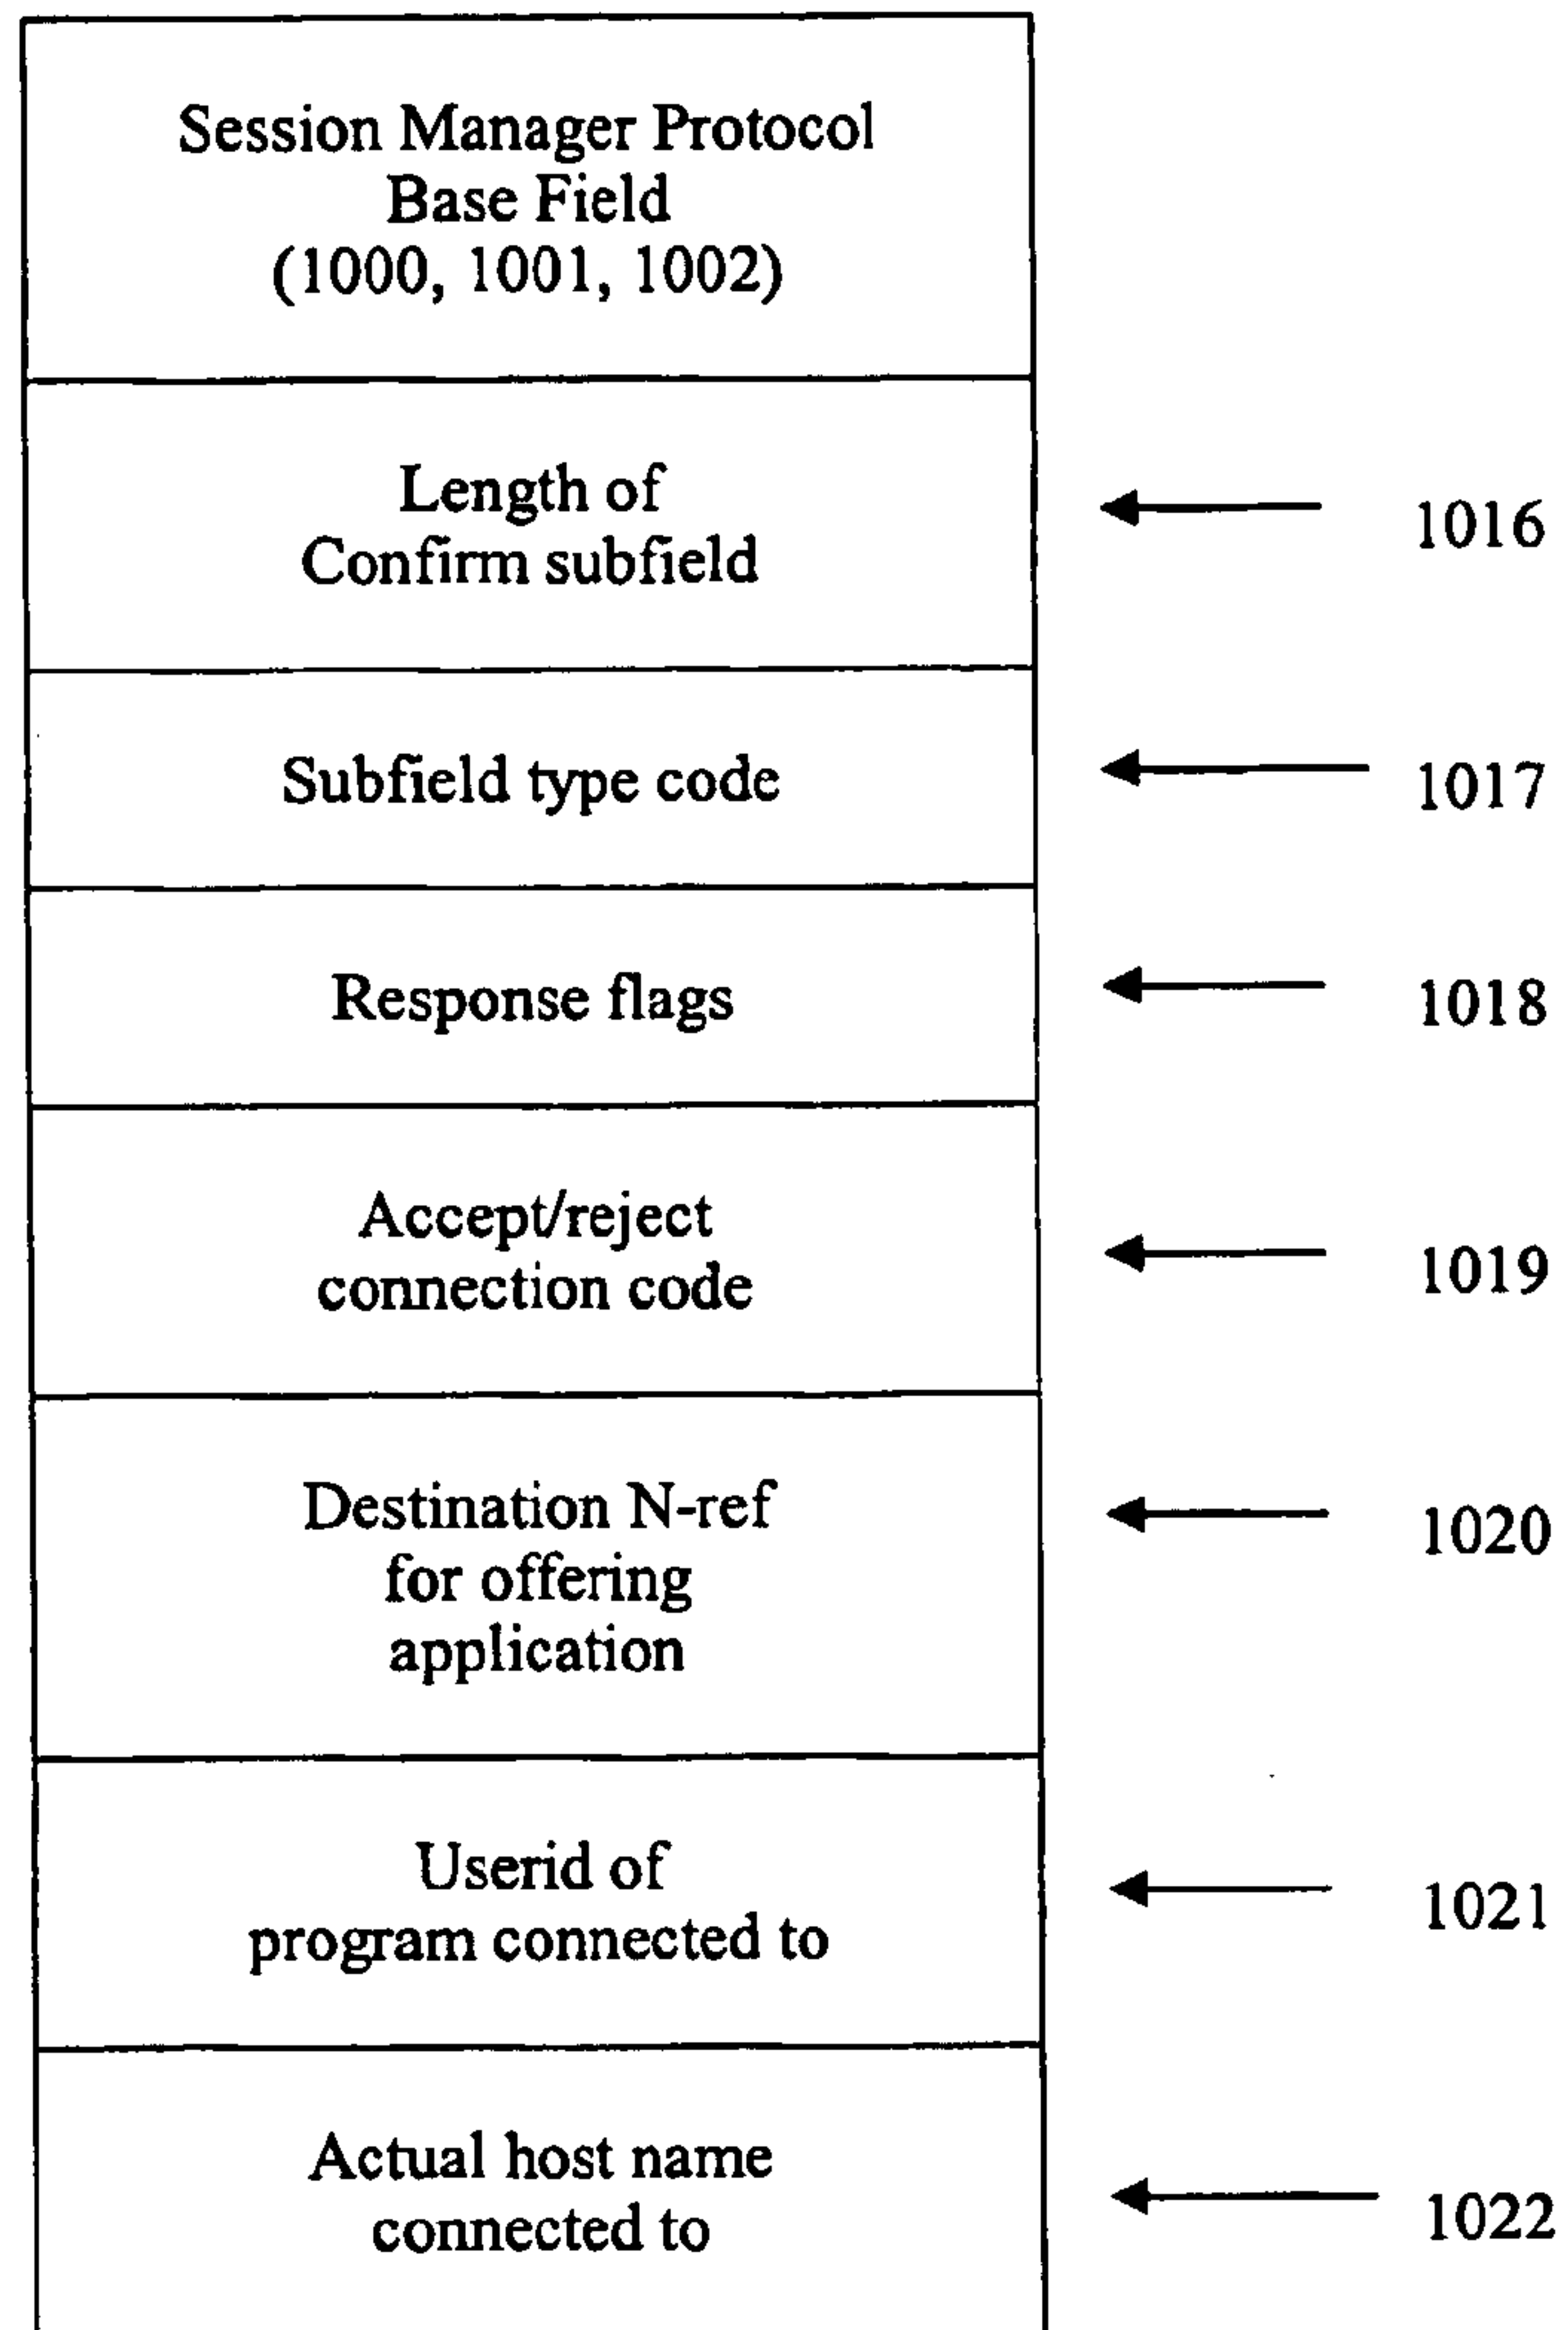 Session Manager Protocol
Base Field
(1000, 1001, 1002)
Length of
Confirm subfield
1016
Subfield type code
1017
Response flags
1018
Accept/reject
connection code
1019
Destination N-ref
for offering
application
1020
Userid of
program connected to
1021
Actual host name
connected to
1022